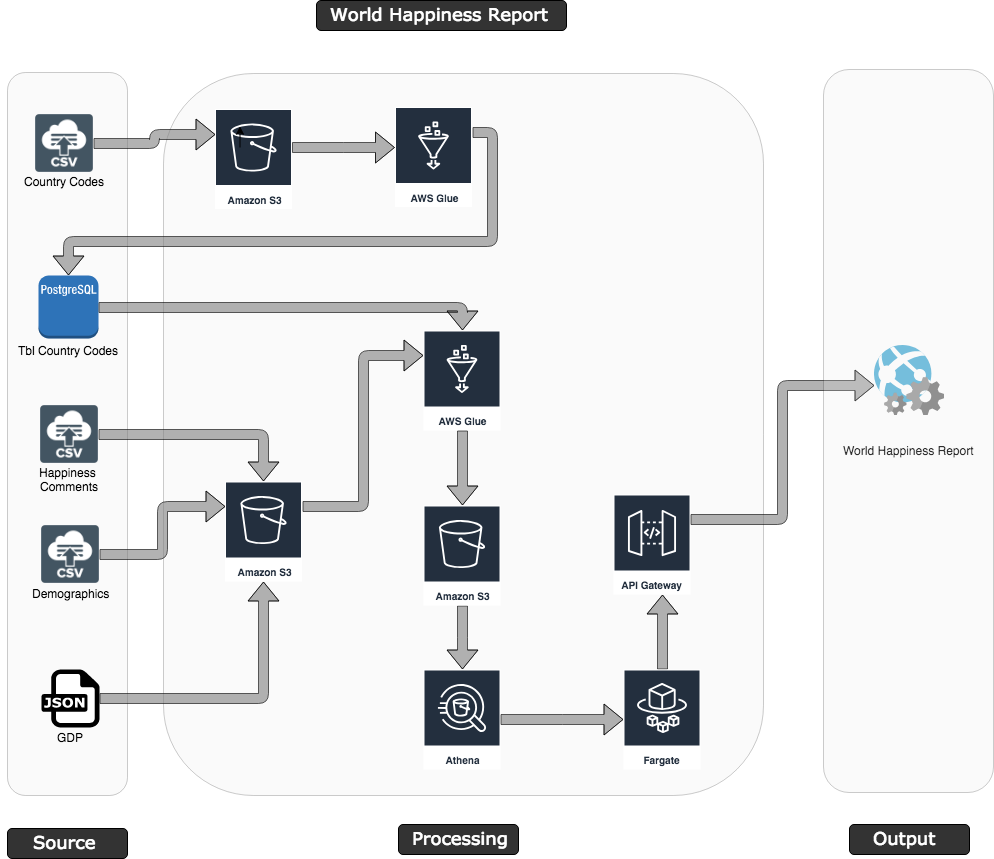 World Happiness Report
CSV
Country Codes
Amazon S3
AWS Glue
PostgreSQL
Tbl Country Codes
AWS Glue
CSV
Happiness
Comments
Amazon S3
CSV
Demographics
Amazon S3
</>
API Gateway
World Happiness Report
JSON
GDP
Athena
Fargate
Source
Processing
Output